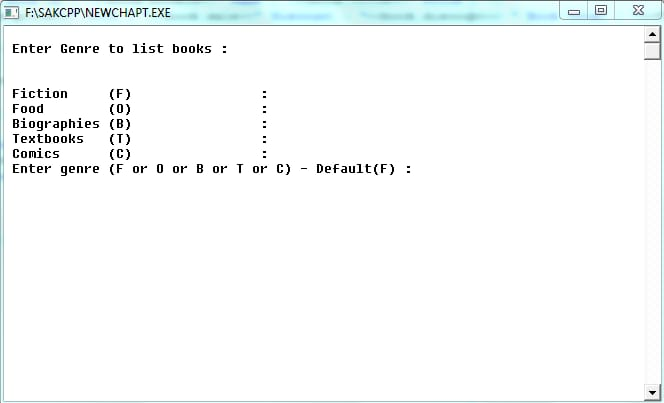 F:\SAKCPP\NEWCHAPT.EXE
Enter Genre to list books :
Fiction     (F)                :
Food        (O)                :
Biographies (B)                :
Textbooks   (T)                :
Comics      (C)                :
Enter genre (F or O or B or T or C) - Default(F) :